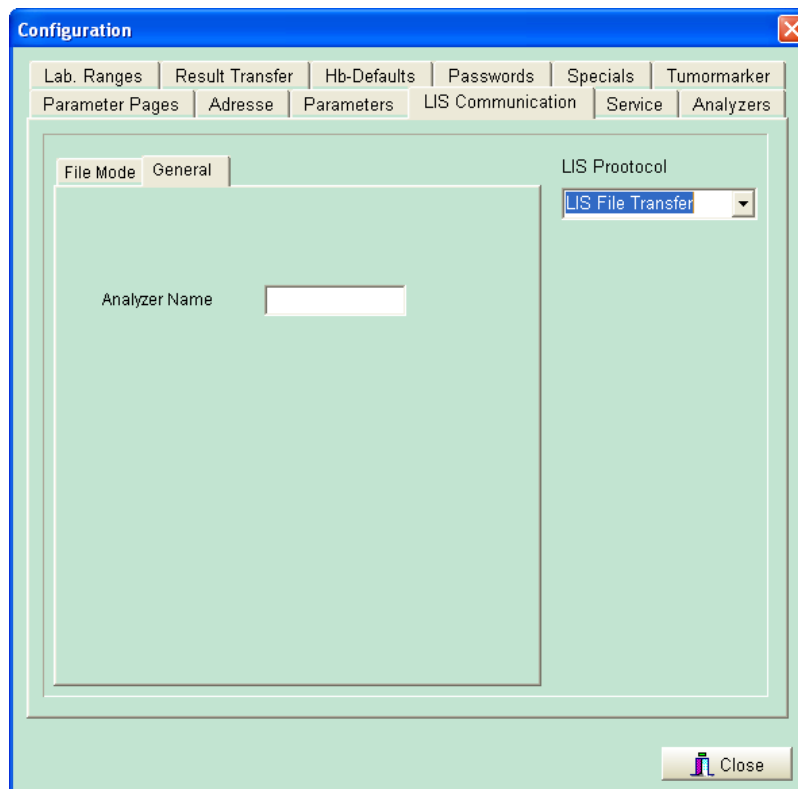 Configuration
Lab. Ranges Result Transfer Hb-Defaults Passwords Specials Tumormarker
Parameter Pages Adresse Parameters LIS Communication Service Analyzers
File Mode General
LIS Prootocol
LIS File Transfer
Analyzer Name
Close